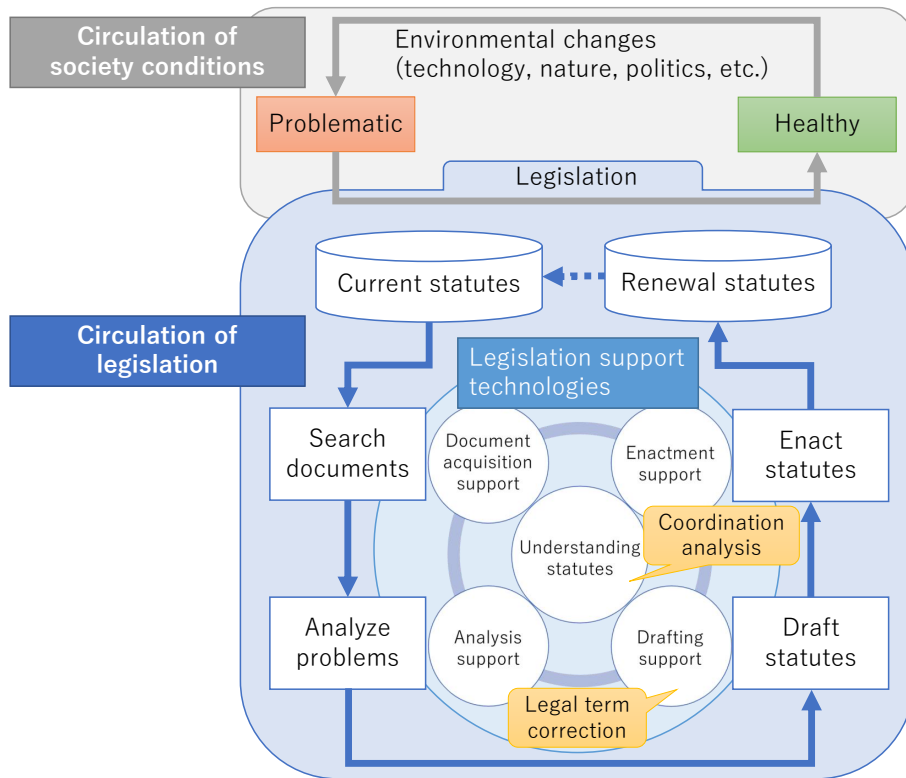 Circulation of
society conditions
Environmental changes
(technology, nature, politics, etc.)
Problematic
Healthy
Legislation
Current statutes
Renewal statutes
Circulation of
legislation
Legislation support
technologies
Search
documents
Document
acquisition
support
Enactment
support
Enact
statutes
Coordination
analysis
Understanding
statutes
Analyze
problems
Analysis
support
Drafting
support
Draft
statutes
Legal term
correction